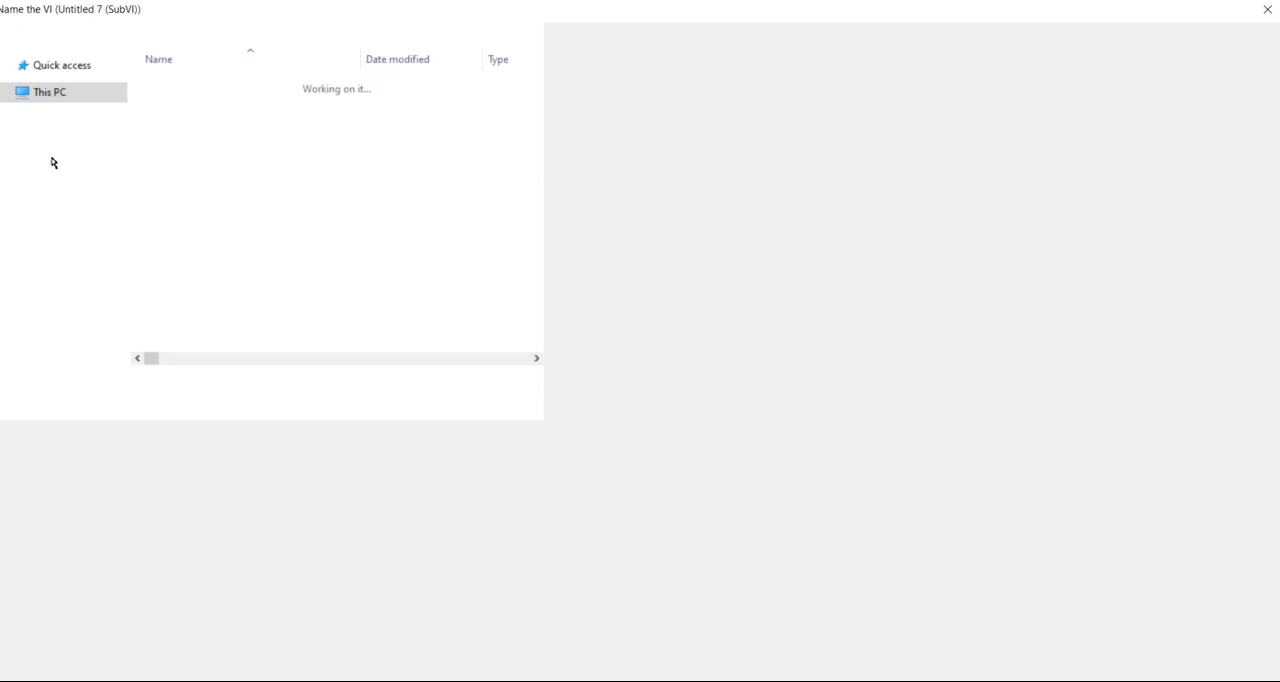 Name the VI (Untitled 7 (SubVI))
Quick access
This PC
Name
Date modified
Type
Working on it...